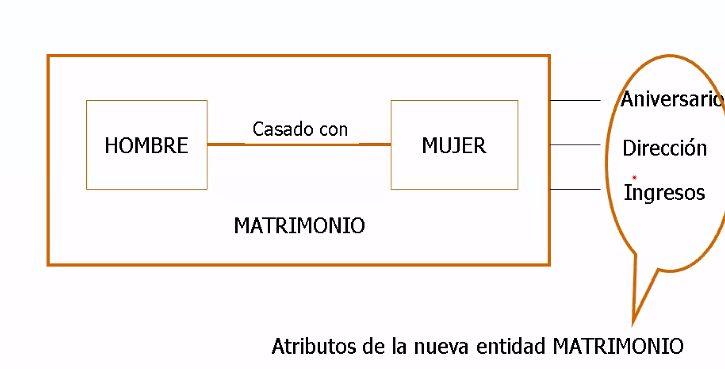 Aniversario
Casado con
HOMBRE
MUJER
Dirección
Ingresos
MATRIMONIO
Atributos de la nueva entidad MATRIMONIO